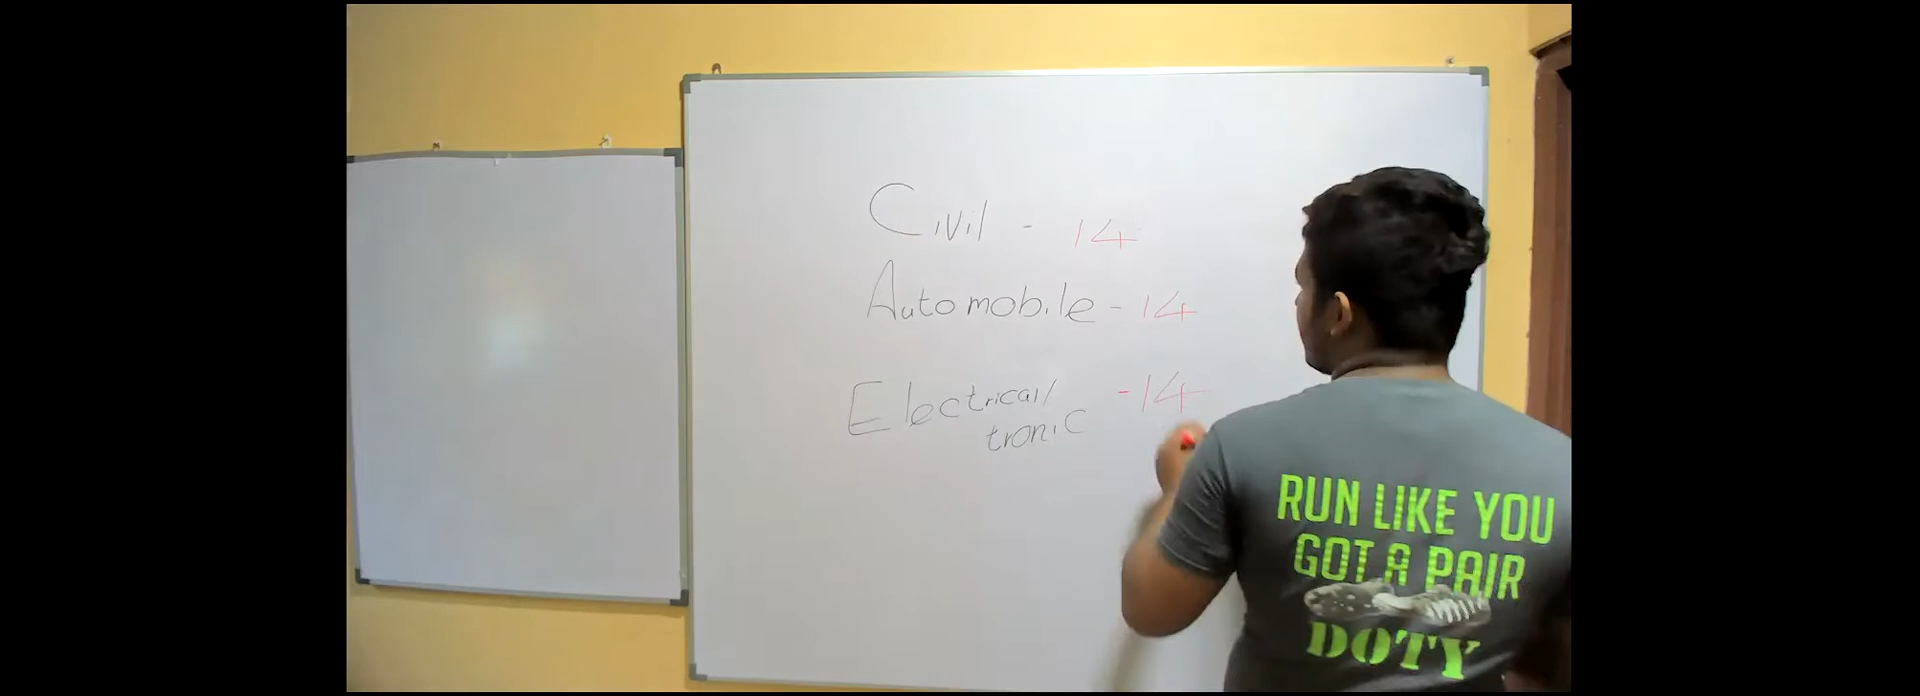 Civil - 14
Automobile - 14
Electrical/ - 14
tronic
RUN LIKE YOU
GOT A PAIR
DOTY